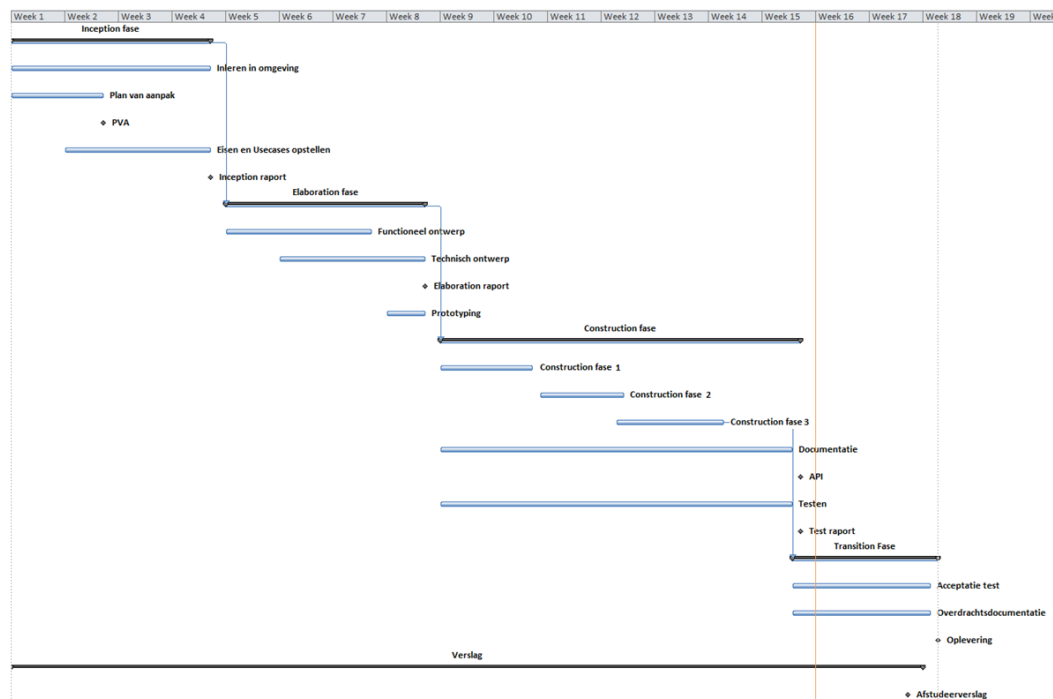 Week 1 Week 2 Week 3 Week 4 Week 5 Week 6 Week 7 Week 8 Week 9 Week 10 Week 11 Week 12 Week 13 Week 14 Week 15 Week 16 Week 17 Week 18 Week 19 Week
Inception fase
Inleren in omgeving
Plan van aanpak
PVA
Eisen en Usecases opstellen
Inception raport
Elaboration fase
Functioneel ontwerp
Technisch ontwerp
Elaboration raport
Prototyping
Construction fase
Construction fase 1
Construction fase 2
Construction fase 3
Documentatie
API
Testen
Test raport
Transition Fase
Acceptatie test
Overdrachtsdocumentatie
Oplevering
Verslag
Afstudeerverslag